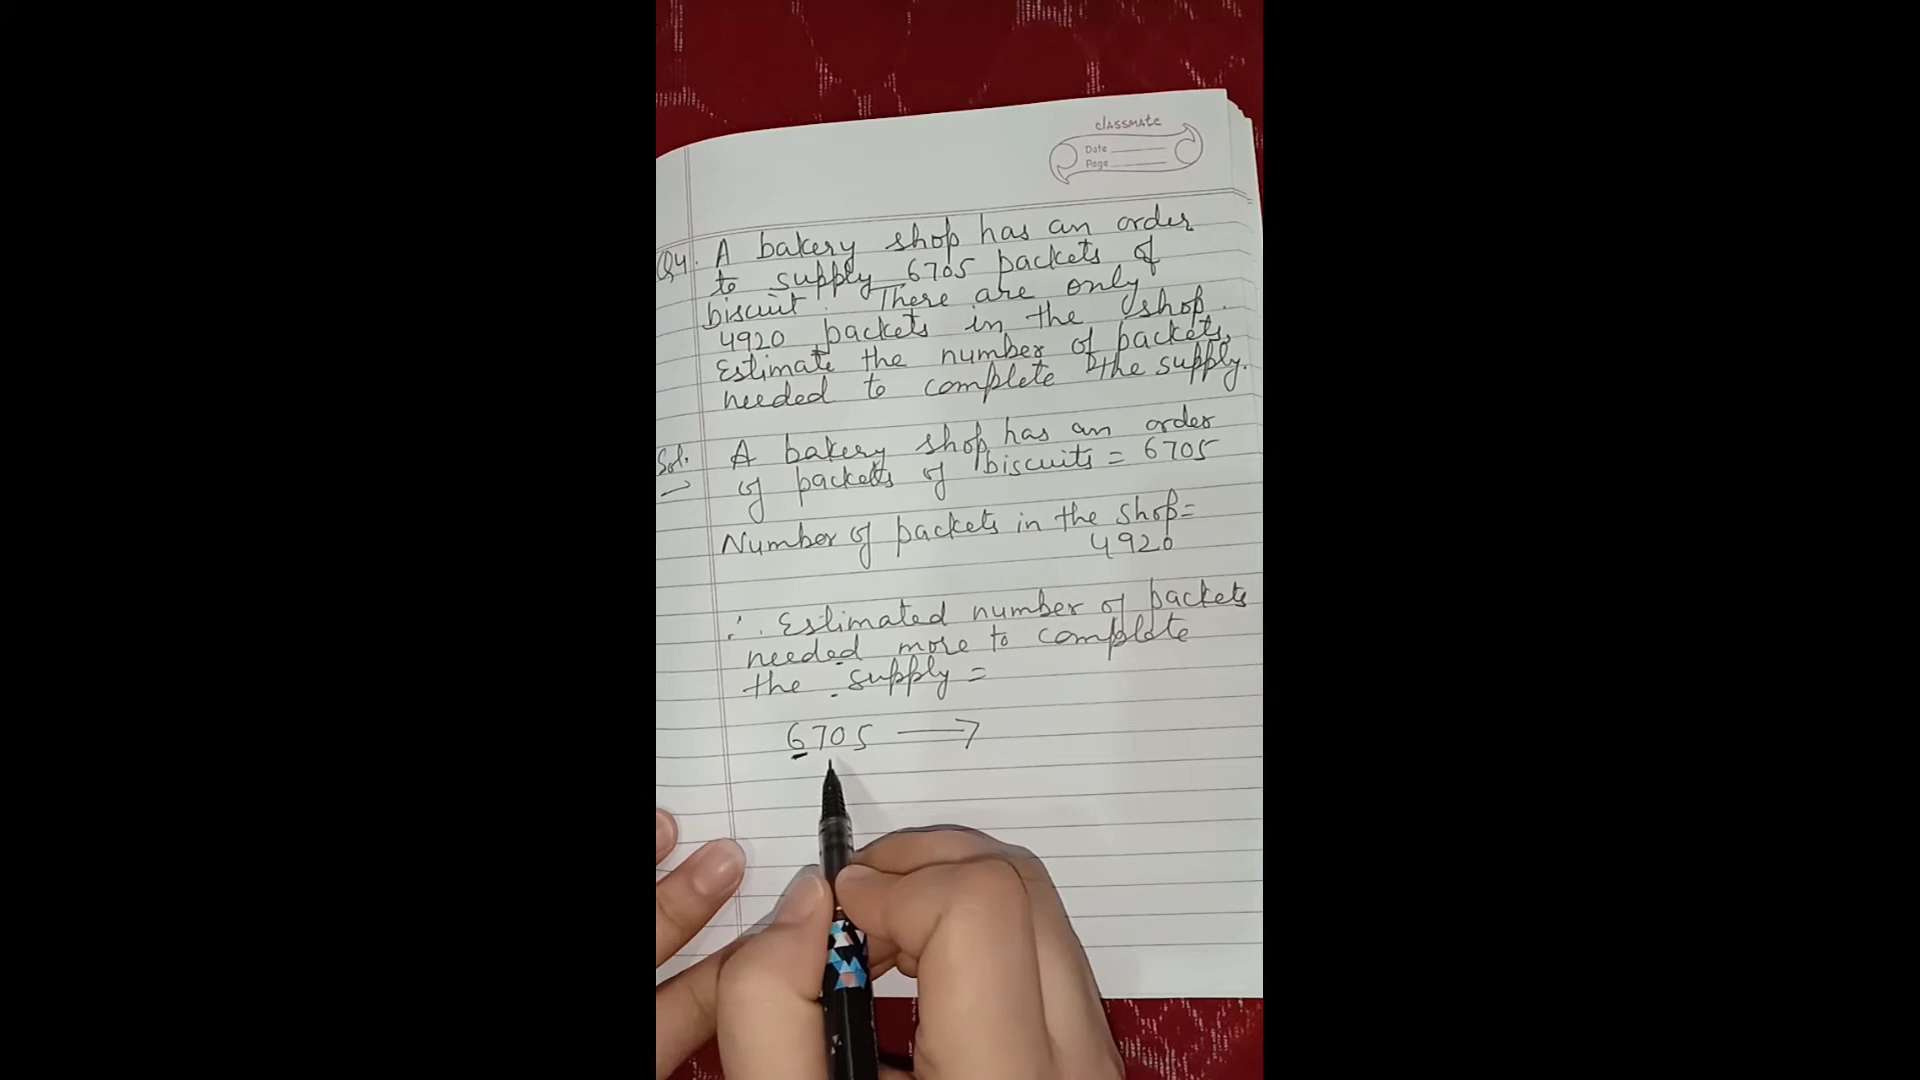 classmate
Date
Page
Q4. A bakery shop has an order
to supply 6705 packets of
biscuit. There are only
4920 packets in the shop.
Estimate the number of packets
needed to complete the supply.
Sol. A bakery shop has an order
of packets of biscuits = 6705
Number of packets in the shop=
4920
∴ Estimated number of packets
needed more to complete
the supply =
6705 →